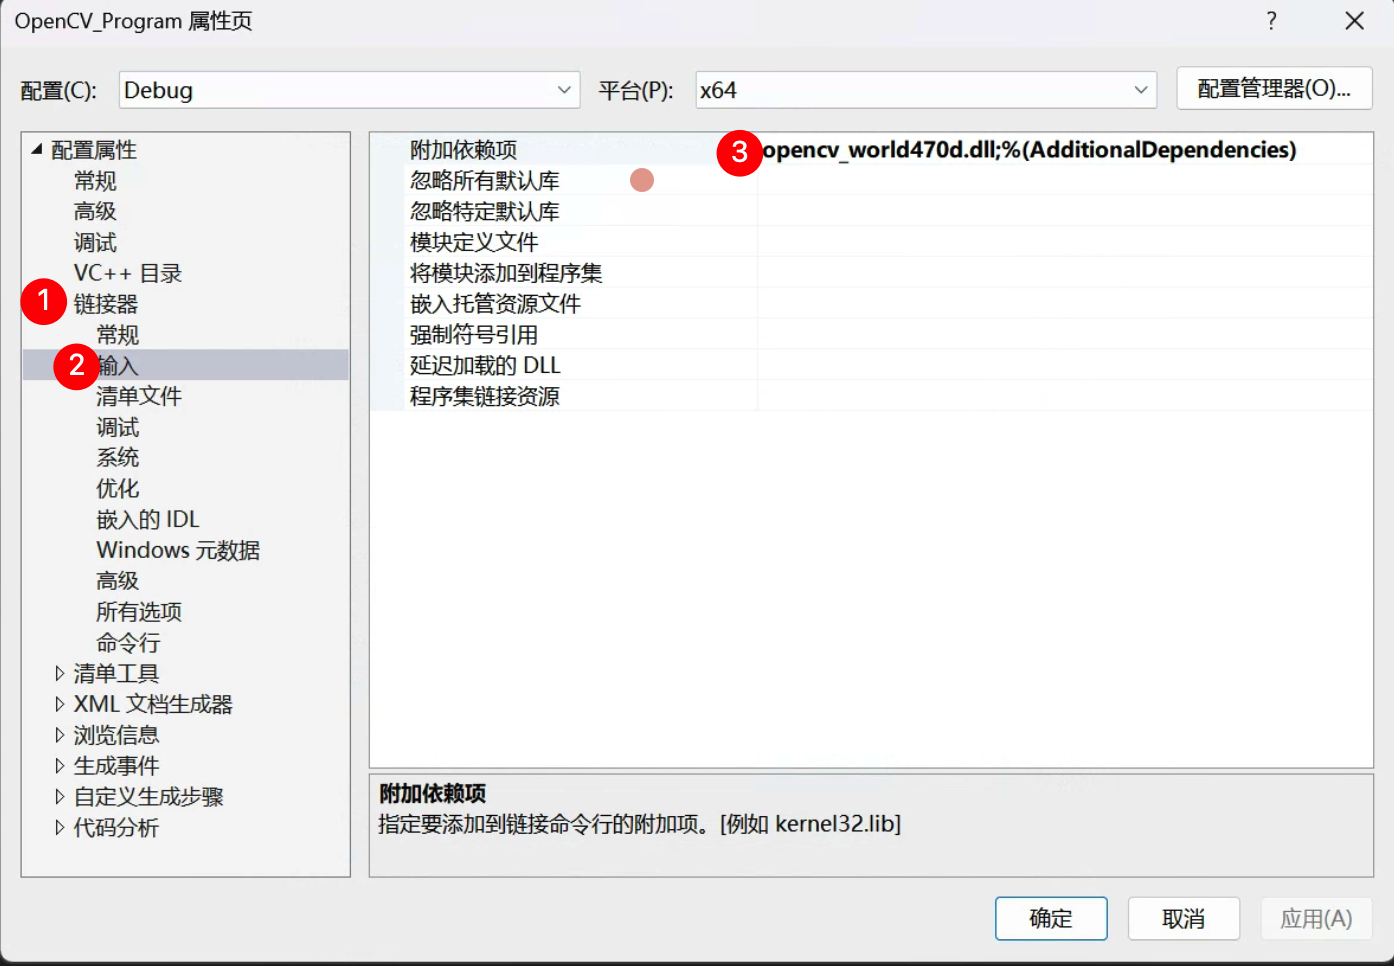 OpenCV_Program 属性页
?
配置(C):
Debug
平台(P):
x64
配置管理器(O)...
配置属性
常规
高级
调试
VC++ 目录
1
链接器
常规
2
输入
清单文件
调试
系统
优化
嵌入的 IDL
Windows 元数据
高级
所有选项
命令行
清单工具
XML 文档生成器
浏览信息
生成事件
自定义生成步骤
代码分析
附加依赖项
3
opencv_world470d.dll;%(AdditionalDependencies)
忽略所有默认库
忽略特定默认库
模块定义文件
将模块添加到程序集
嵌入托管资源文件
强制符号引用
延迟加载的 DLL
程序集链接资源
附加依赖项
指定要添加到链接命令行的附加项。[例如 kernel32.lib]
确定
取消
应用(A)